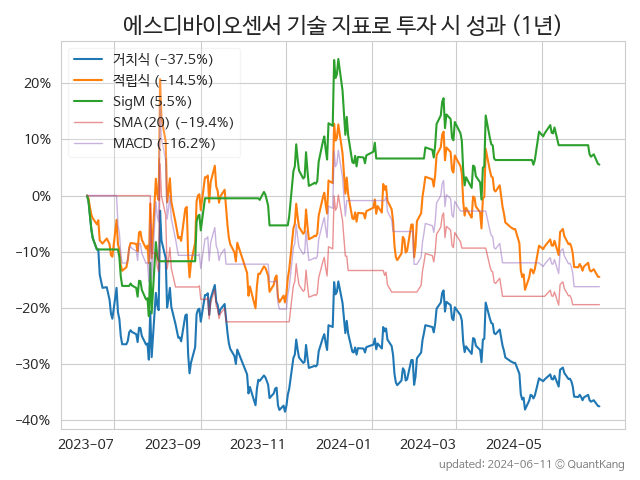 에스디바이오센서 기술 지표로 투자 시 성과 (1년)
거치식 (−37.5%)
적립식 (−14.5%)
SigM (5.5%)
SMA(20) (−19.4%)
MACD (−16.2%)
20%
10%
0%
−10%
−20%
−30%
−40%
2023-07 2023-09 2023-11 2024-01 2024-03 2024-05
updated: 2024-06-11 © QuantKang